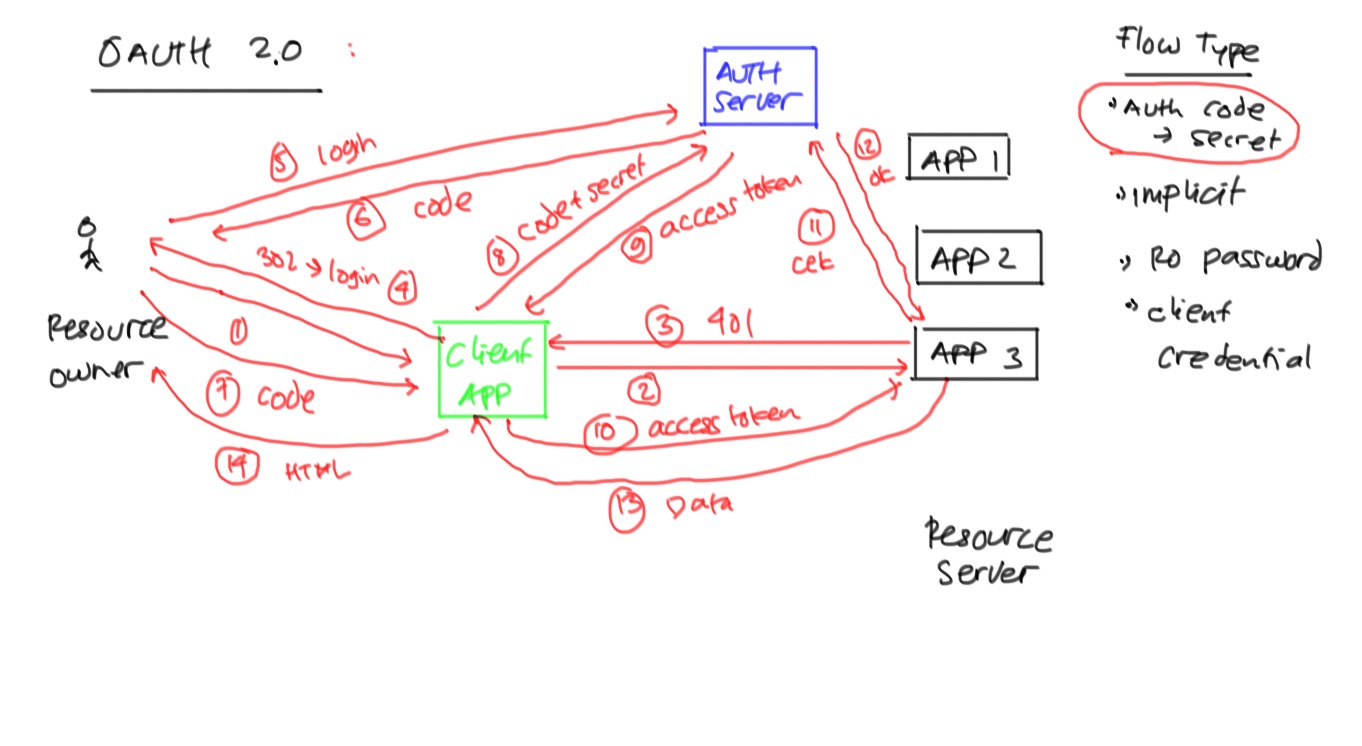 OAUTH 2.0 :
AUTH
Server
Flow Type
Auth code
→ secret
Implicit
RO password
client
credential
APP 1
APP 2
APP 3
Resource
Server
Resource
owner
Client
APP
1
2
3 401
302 → login 4
5 login
6 code
7 code
8 code + secret
9 access token
10 access token
11
cek
12
ok
13 Data
14 HTML